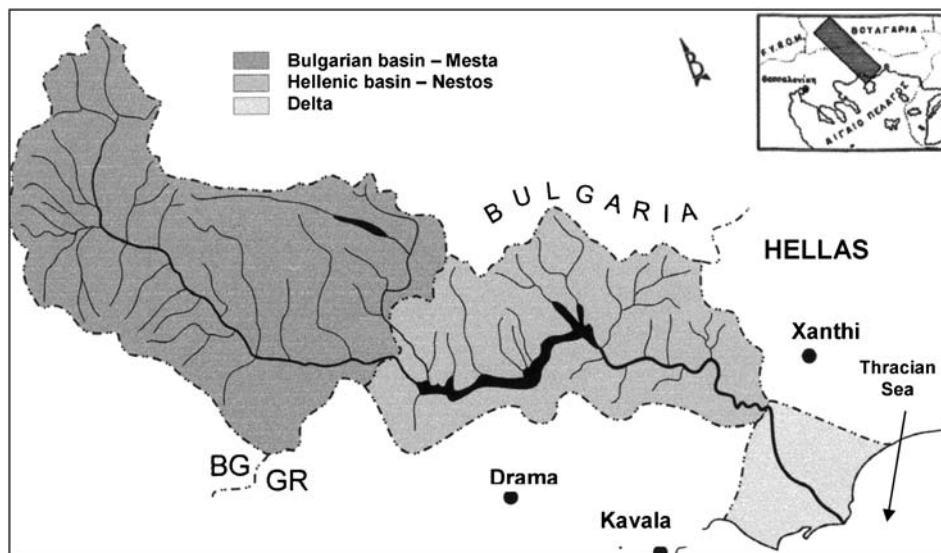 Bulgarian basin – Mesta
Hellenic basin – Nestos
Delta
F.Y.R.O.M.
ΒΟΥΛΓΑΡΙΑ
Θεσσαλονίκη
ΑΙΓΑΙΟ ΠΕΛΑΓΟΣ
BULGARIA
HELLAS
Xanthi
Thracian
Sea
BG
GR
Drama
Kavala